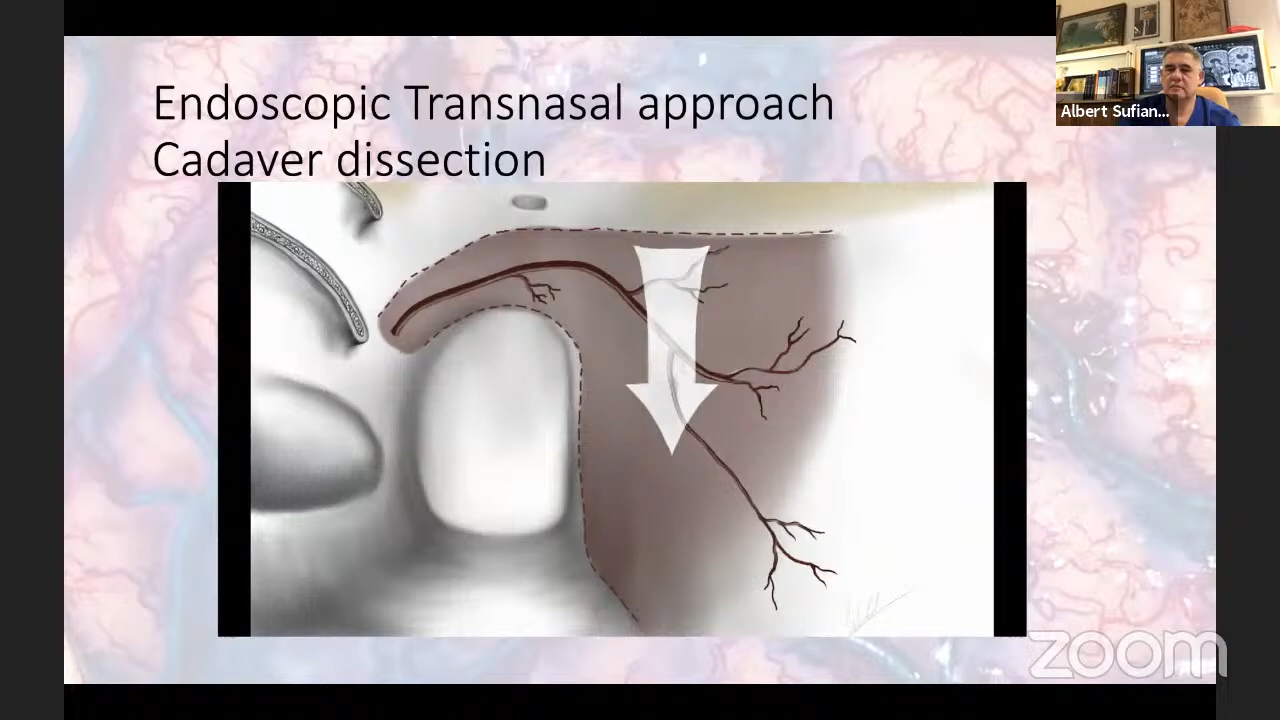 Endoscopic Transnasal approach
Cadaver dissection
Albert Sufian...
zoom